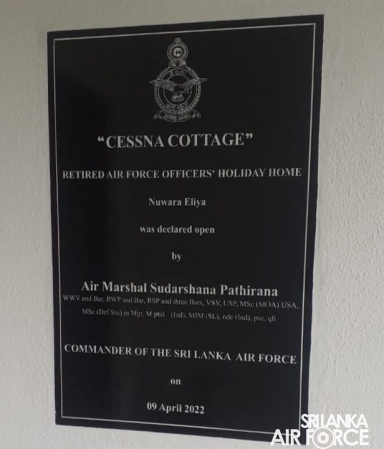 "CESSNA COTTAGE"
RETIRED AIR FORCE OFFICERS' HOLIDAY HOME
Nuwara Eliya
was declared open
by
Air Marshal Sudarshana Pathirana
WWV and Bar, RWP and Bar, RSP and three Bars, VSV, USP, MSc (MOA) USA,
MSc (Def Stu) in Mgt, M phil (Ind), MIM (SL), ndc (Ind), psc, qfi
COMMANDER OF THE SRI LANKA AIR FORCE
on
09 April 2022
SRI LANKA
AIR FORCE